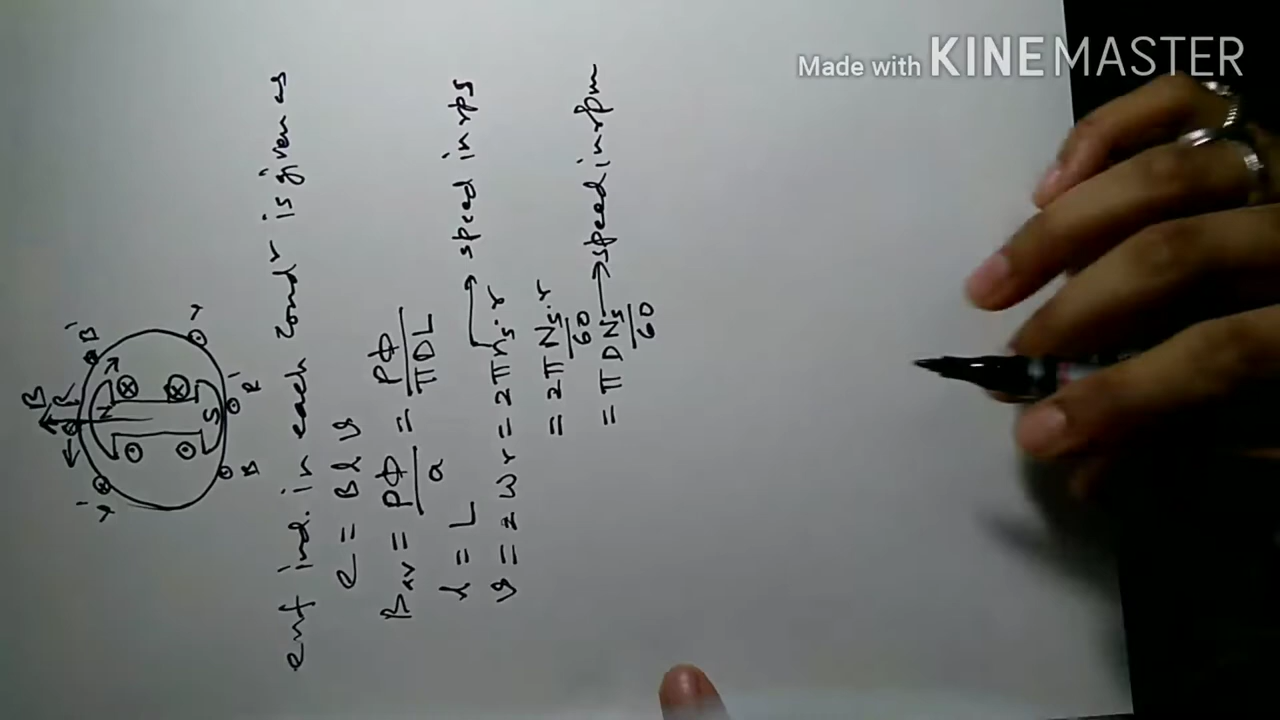 Made with KINEMASTER
B
R
Y'
B'
Y
N
S
R'
B
emf ind. in each cond r is given as
e = B l v
Bav = PΦ/a = PΦ/πDL
l = L
v = ωr = 2πns.r → speed in rps
= 2πNs.r/60
= πDNs/60 → speed in rpm